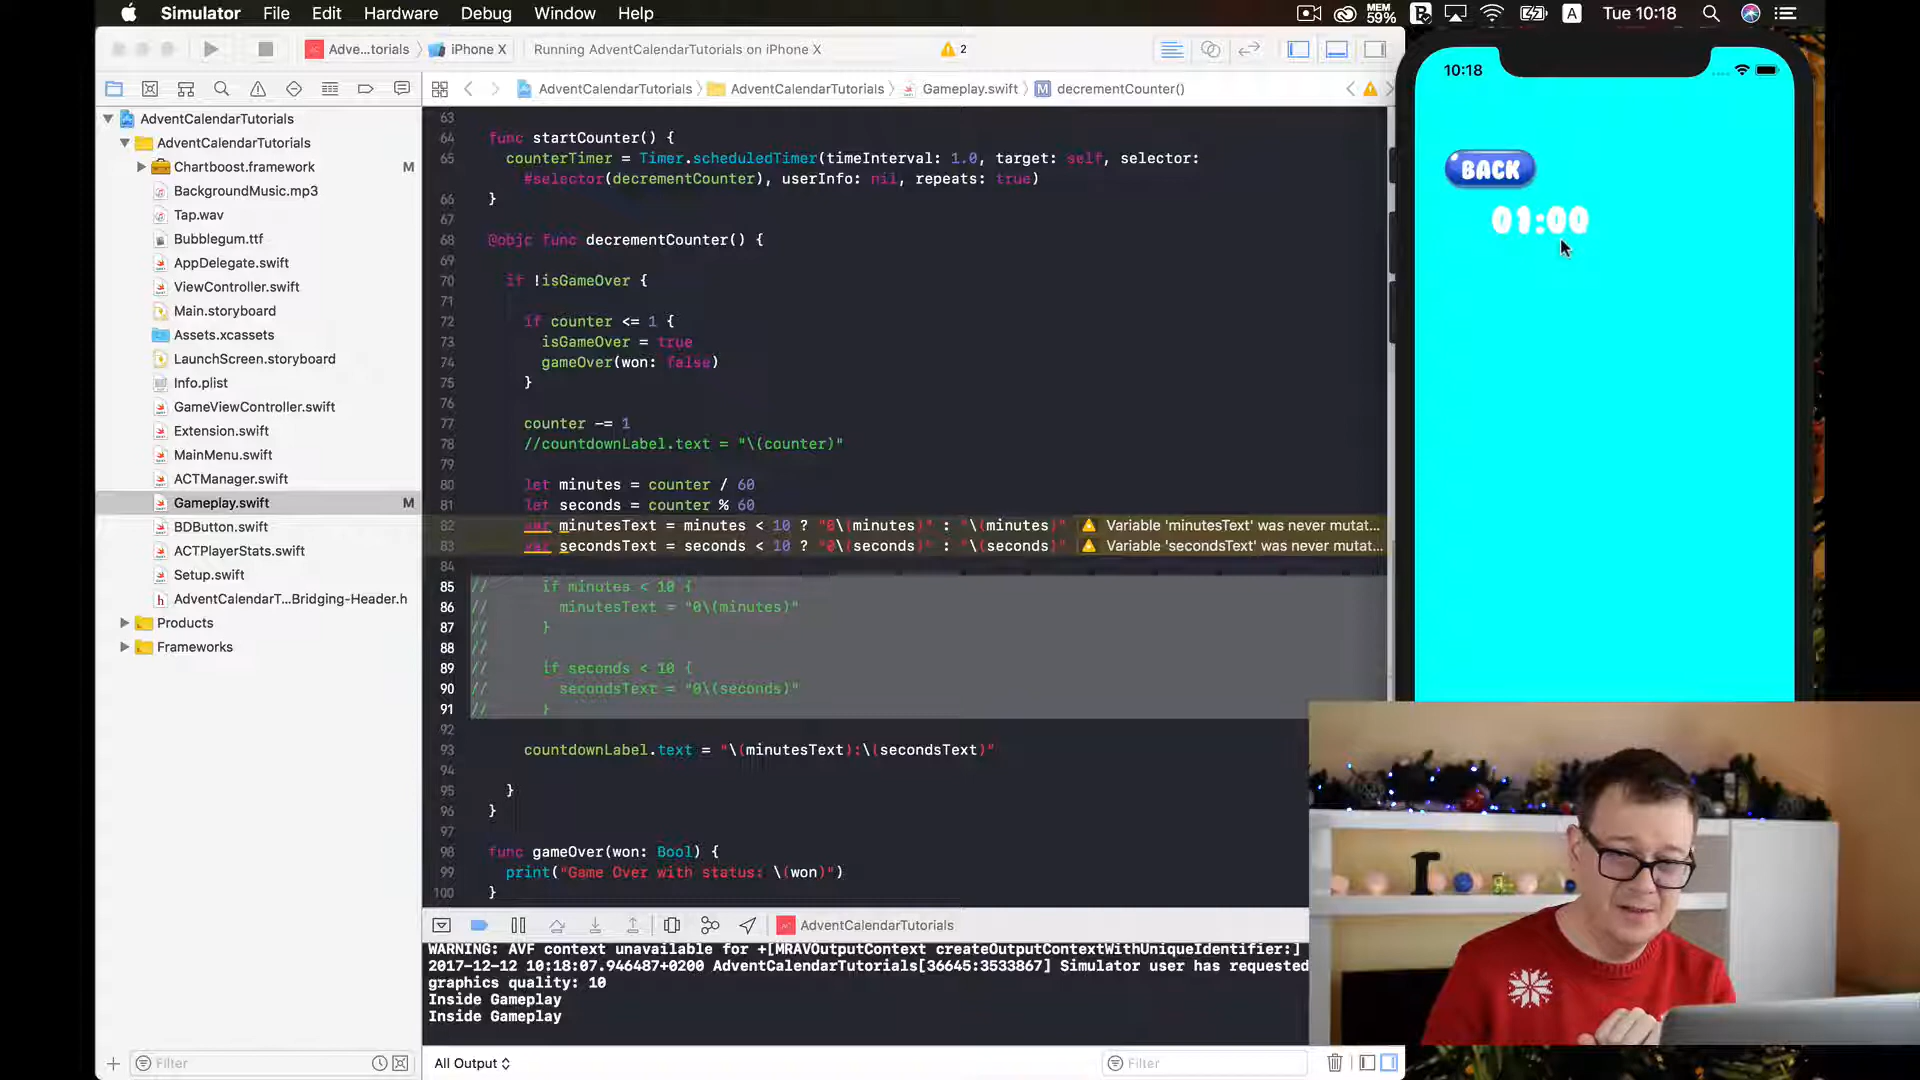 Simulator File Edit Hardware Debug Window Help MEM 59% A Tue 10:18
Adve...torials iPhone X Running AdventCalendarTutorials on iPhone X 2
AdventCalendarTutorials AdventCalendarTutorials Gameplay.swift M decrementCounter()
AdventCalendarTutorials
AdventCalendarTutorials
Chartboost.framework M
BackgroundMusic.mp3
Tap.wav
Bubblegum.ttf
AppDelegate.swift
ViewController.swift
Main.storyboard
Assets.xcassets
LaunchScreen.storyboard
Info.plist
GameViewController.swift
Extension.swift
MainMenu.swift
ACTManager.swift
Gameplay.swift M
BDButton.swift
ACTPlayerStats.swift
Setup.swift
h AdventCalendarT...Bridging-Header.h
Products
Frameworks
Filter
63
64 func startCounter() {
65 counterTimer = Timer.scheduledTimer(timeInterval: 1.0, target: self, selector:
#selector(decrementCounter), userInfo: nil, repeats: true)
66 }
67
68 @objc func decrementCounter() {
69
70 if !isGameOver {
71
72 if counter <= 1 {
73 isGameOver = true
74 gameOver(won: false)
75 }
76
77 counter -= 1
78 //countdownLabel.text = "\(counter)"
79
80 let minutes = counter / 60
81 let seconds = counter % 60
82 var minutesText = minutes < 10 ? "0\(minutes)" : "\(minutes)" Variable 'minutesText' was never mutat...
83 var secondsText = seconds < 10 ? "0\(seconds)" : "\(seconds)" Variable 'secondsText' was never mutat...
84
85 // if minutes < 10 {
86 // minutesText = "0\(minutes)"
87 // }
88 //
89 // if seconds < 10 {
90 // secondsText = "0\(seconds)"
91 // }
92
93 countdownLabel.text = "\(minutesText):\(secondsText)"
94
95 }
96 }
97
98 func gameOver(won: Bool) {
99 print("Game Over with status: \(won)")
100 }
AdventCalendarTutorials
WARNING: AVF context unavailable for +[MRAVOutputContext createOutputContextWithUniqueIdentifier:]
2017-12-12 10:18:07.946487+0200 AdventCalendarTutorials[36645:3533867] Simulator user has requested
graphics quality: 10
Inside Gameplay
Inside Gameplay
All Output Filter
10:18
BACK
01:00